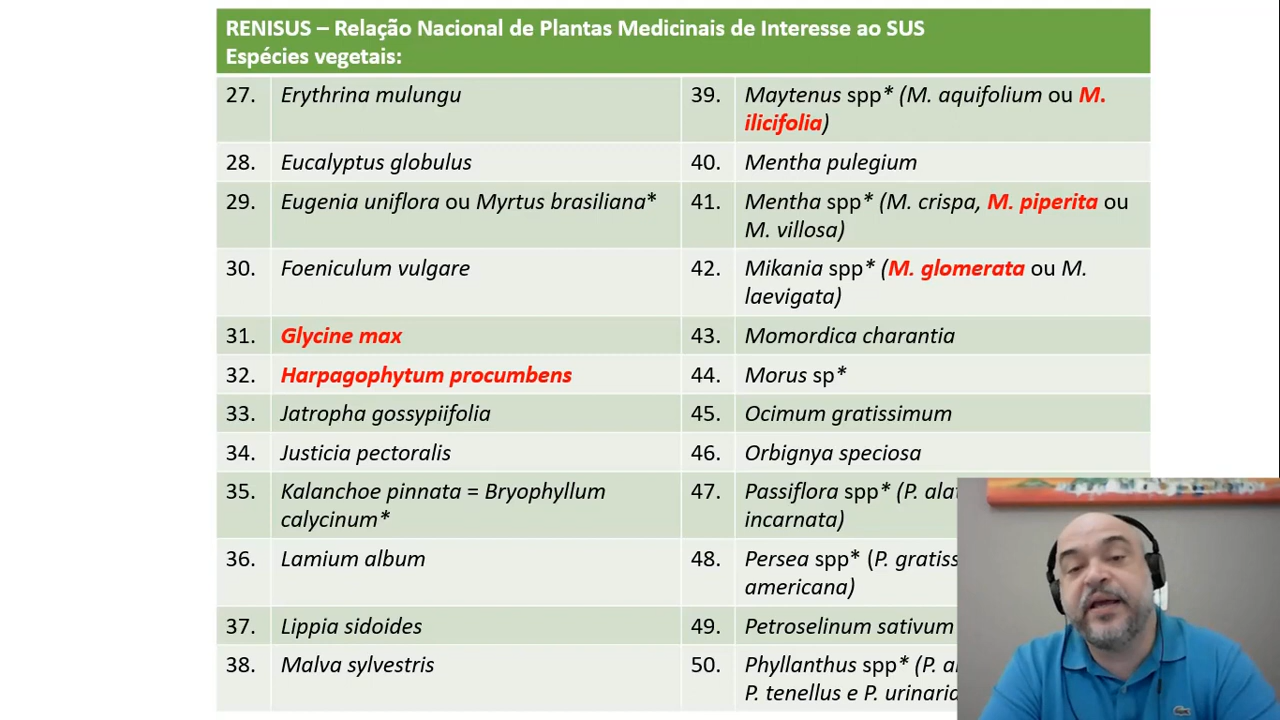 RENISUS – Relação Nacional de Plantas Medicinais de Interesse ao SUS
Espécies vegetais:
27. Erythrina mulungu
28. Eucalyptus globulus
29. Eugenia uniflora ou Myrtus brasiliana*
30. Foeniculum vulgare
31. Glycine max
32. Harpagophytum procumbens
33. Jatropha gossypiifolia
34. Justicia pectoralis
35. Kalanchoe pinnata = Bryophyllum
calycinum*
36. Lamium album
37. Lippia sidoides
38. Malva sylvestris
39. Maytenus spp* (M. aquifolium ou M.
ilicifolia)
40. Mentha pulegium
41. Mentha spp* (M. crispa, M. piperita ou
M. villosa)
42. Mikania spp* (M. glomerata ou M.
laevigata)
43. Momordica charantia
44. Morus sp*
45. Ocimum gratissimum
46. Orbignya speciosa
47. Passiflora spp* (P.
incarnata)
48. Persea spp* (P.
americana)
49. Petroselinum sativum
50. Phyllanthus spp* (P.
P. tenellus e P.